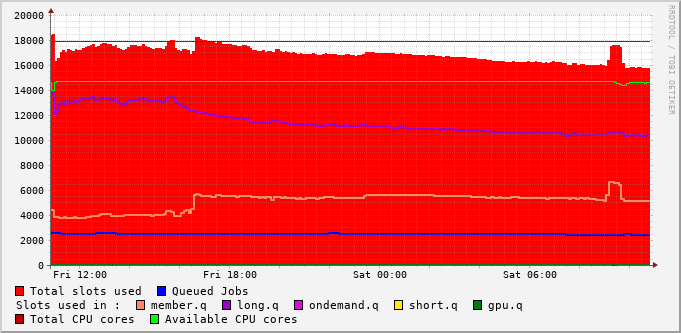 20000
18000
16000
14000
12000
10000
8000
6000
4000
2000
0
Fri 12:00 Fri 18:00 Sat 00:00 Sat 06:00
RRDTOOL / TOBI OETIKER
Total slots used Queued Jobs
Slots used in : member.q long.q ondemand.q short.q gpu.q
Total CPU cores Available CPU cores